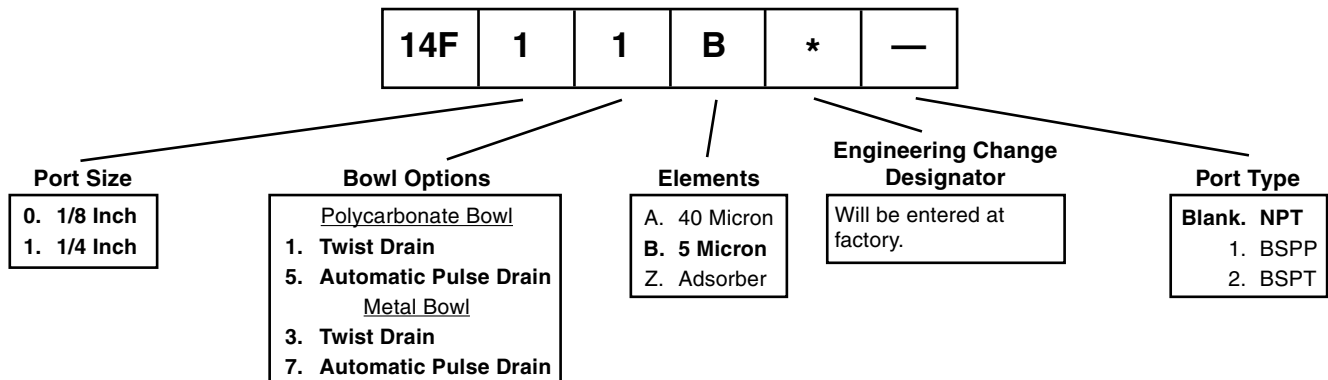 14F 1 1 B * —
Port Size
0. 1/8 Inch
1. 1/4 Inch
Bowl Options
Polycarbonate Bowl
1. Twist Drain
5. Automatic Pulse Drain
Metal Bowl
3. Twist Drain
7. Automatic Pulse Drain
Elements
A. 40 Micron
B. 5 Micron
Z. Adsorber
Engineering Change
Designator
Will be entered at
factory.
Port Type
Blank. NPT
1. BSPP
2. BSPT